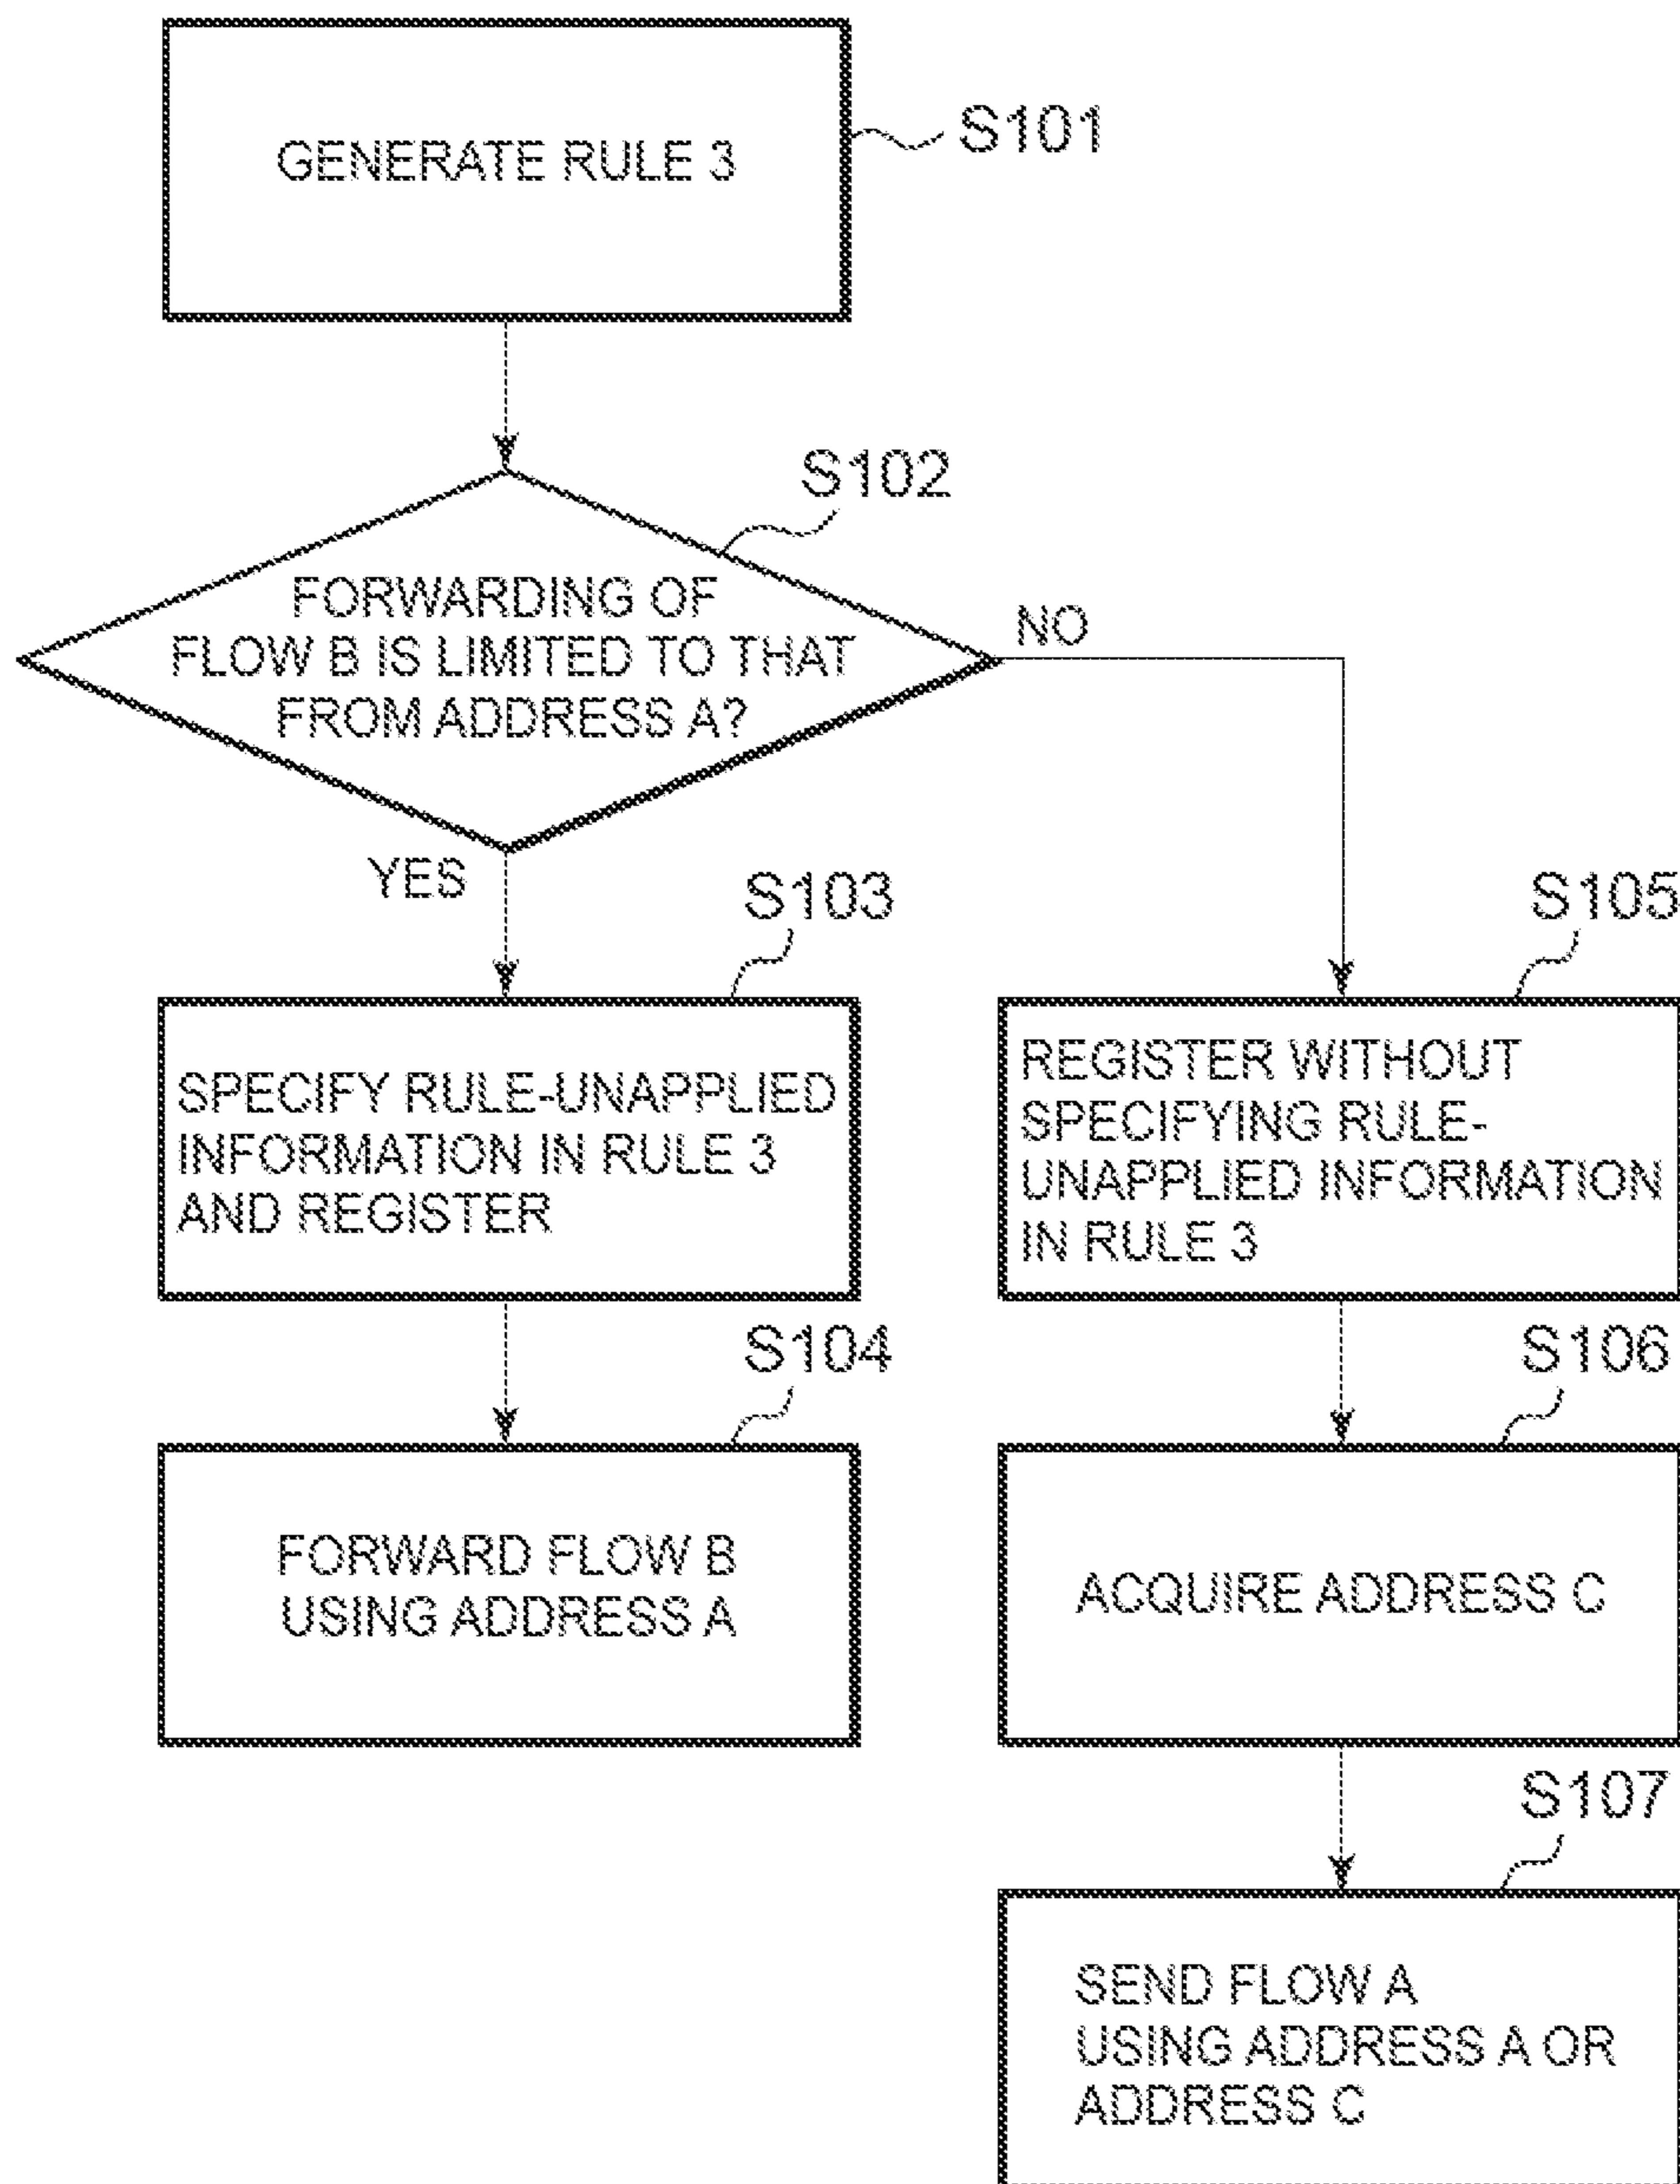 GENERATE RULE 3
S101
S102
FORWARDING OF
FLOW B IS LIMITED TO THAT
FROM ADDRESS A?
NO
YES
S103
SPECIFY RULE-UNAPPLIED
INFORMATION IN RULE 3
AND REGISTER
S104
FORWARD FLOW B
USING ADDRESS A
S105
REGISTER WITHOUT
SPECIFYING RULE-
UNAPPLIED INFORMATION
IN RULE 3
S106
ACQUIRE ADDRESS C
S107
SEND FLOW A
USING ADDRESS A OR
ADDRESS C